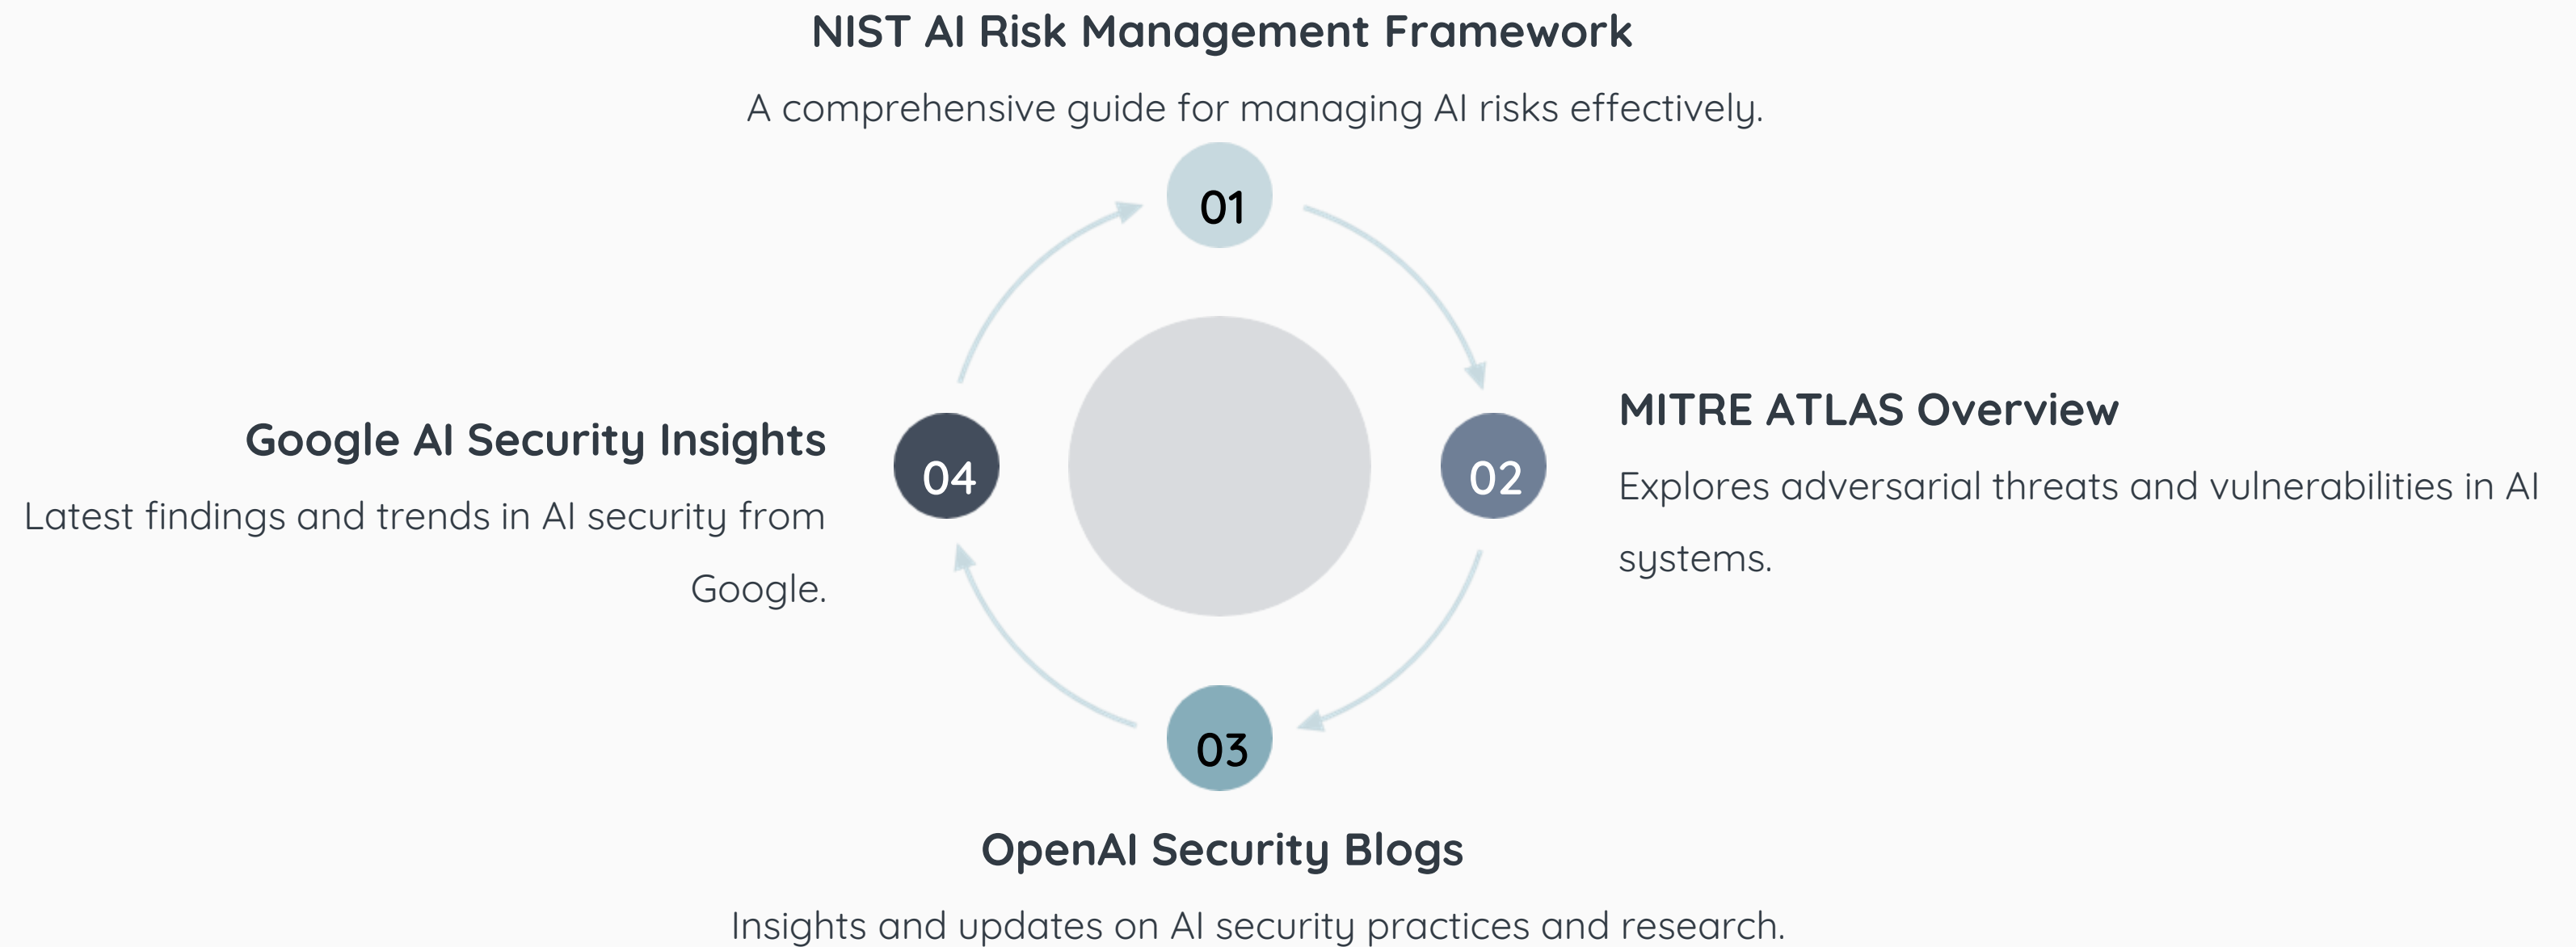 NIST AI Risk Management Framework
A comprehensive guide for managing AI risks effectively.
01
MITRE ATLAS Overview
Explores adversarial threats and vulnerabilities in AI
systems.
02
03
OpenAI Security Blogs
Insights and updates on AI security practices and research.
04
Google AI Security Insights
Latest findings and trends in AI security from
Google.